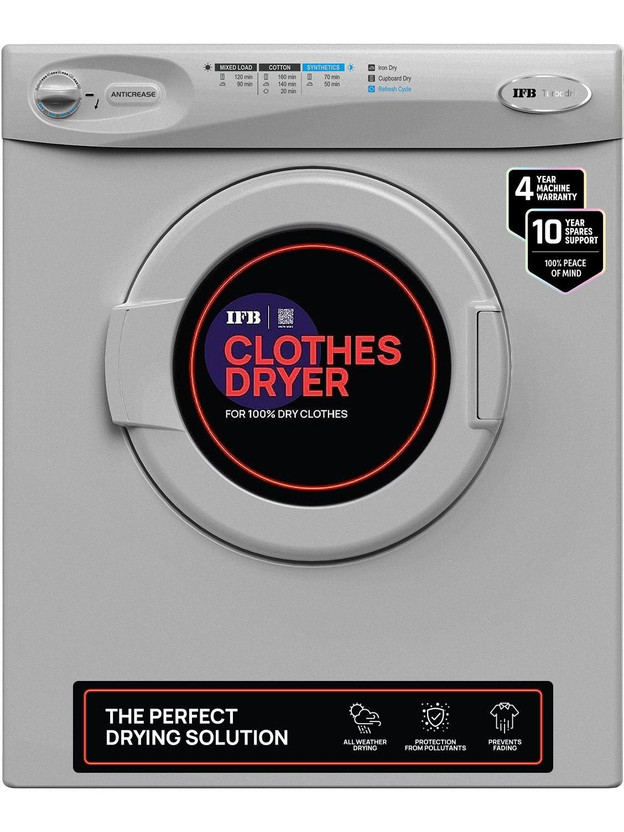 ANTICREASE
MIXED LOAD COTTON SYNTHETICS
120 min 160 min 70 min
90 min 140 min 50 min
20 min
Iron Dry
Cupboard Dry
Refresh Cycle
IFB Turbodry
4 YEAR
MACHINE
WARRANTY
10 YEAR
SPARES
SUPPORT
100% PEACE
OF MIND
IFB
CLOTHES
DRYER
FOR 100% DRY CLOTHES
THE PERFECT
DRYING SOLUTION
ALL WEATHER
DRYING
PROTECTION
FROM POLLUTANTS
PREVENTS
FADING